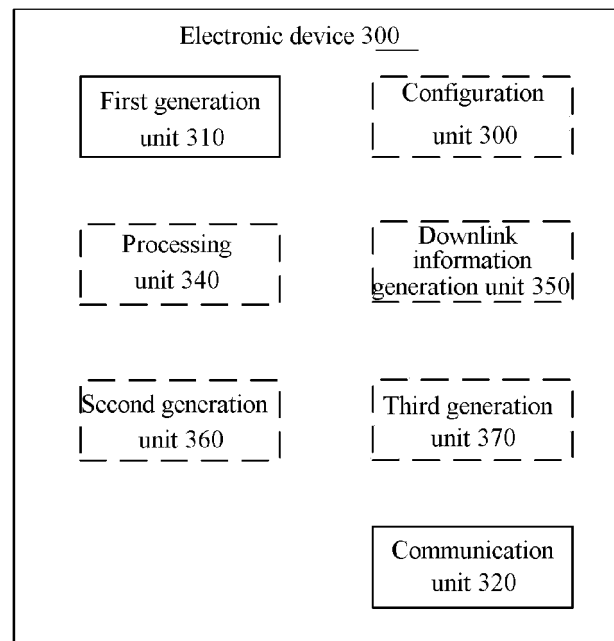 Electronic device 300
First generation
unit 310
Configuration
unit 300
Processing
unit 340
Downlink
information
generation unit 350
Second generation
unit 360
Third generation
unit 370
Communication
unit 320